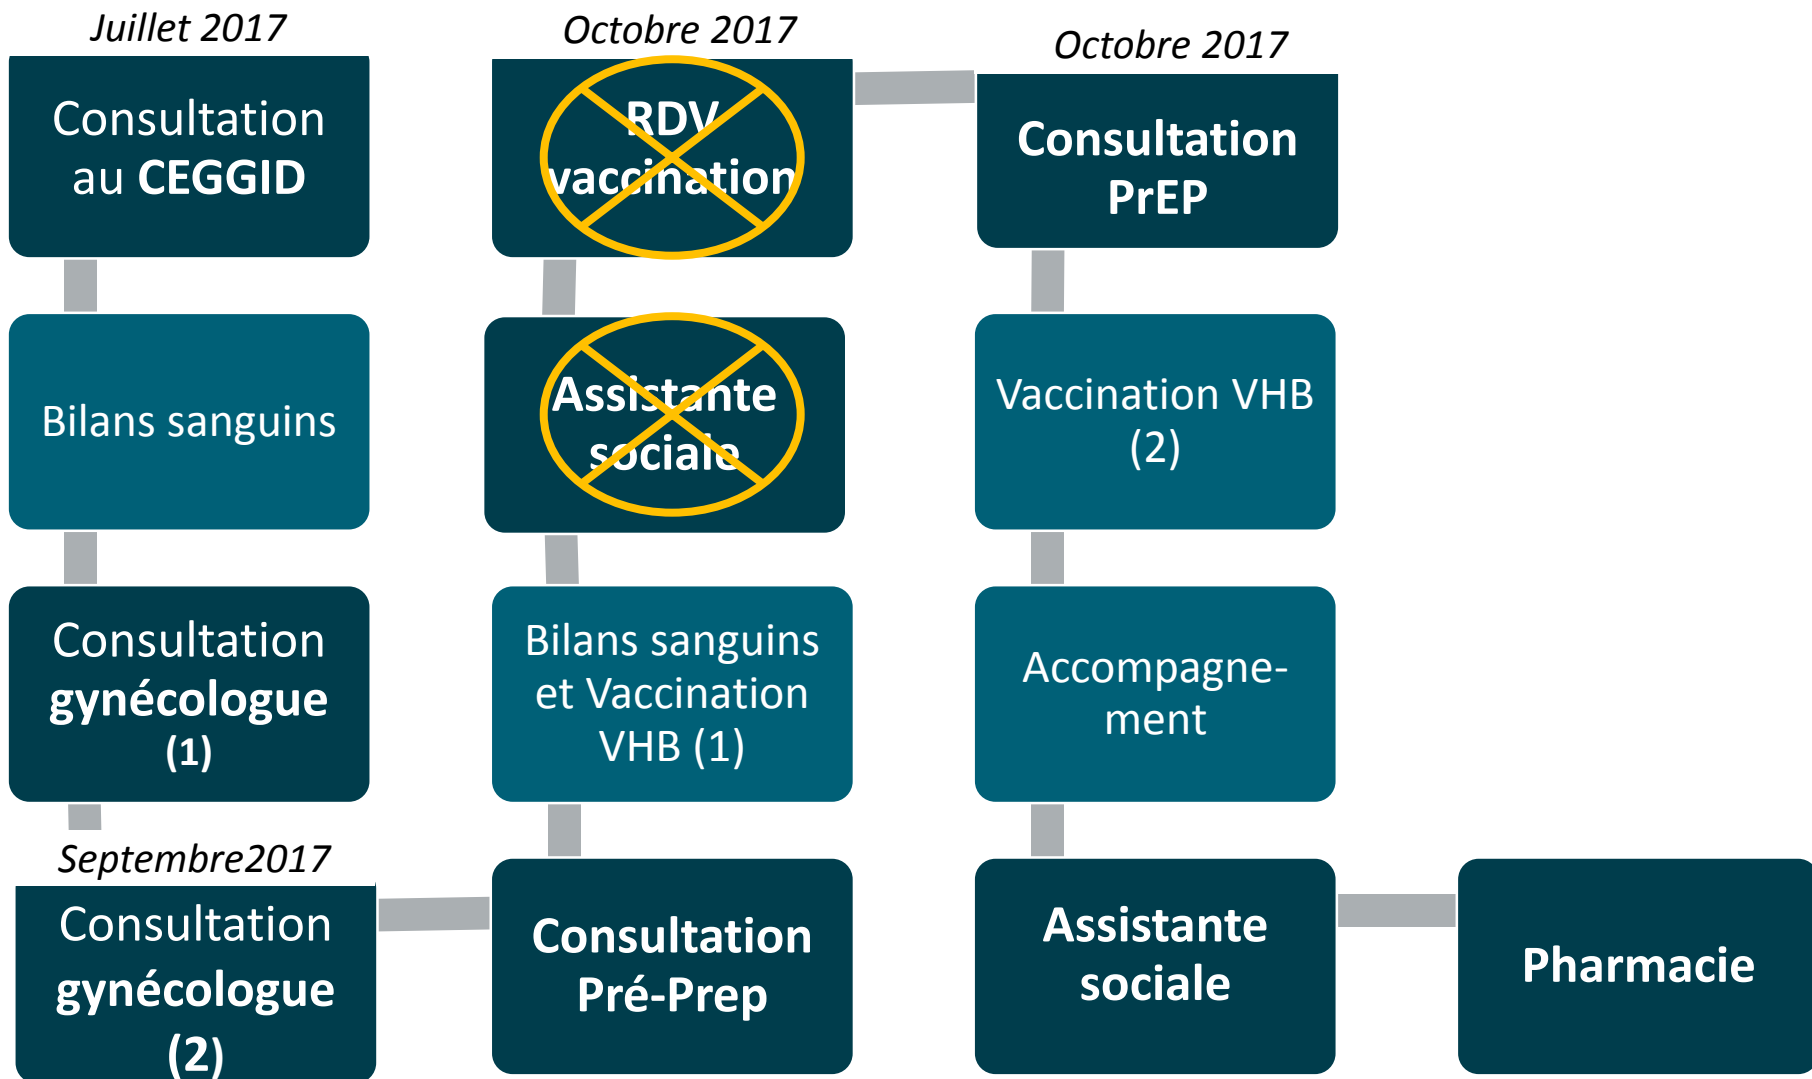 Juillet 2017
Consultation
au CEGGID
Bilans sanguins
Consultation
gynécologue
(1)
Septembre2017
Consultation
gynécologue
(2)
Octobre 2017
RDV
vaccination
Assistante
sociale
Bilans sanguins
et Vaccination
VHB (1)
Consultation
Pré-Prep
Octobre 2017
Consultation
PrEP
Vaccination VHB
(2)
Accompagne-
ment
Assistante
sociale
Pharmacie